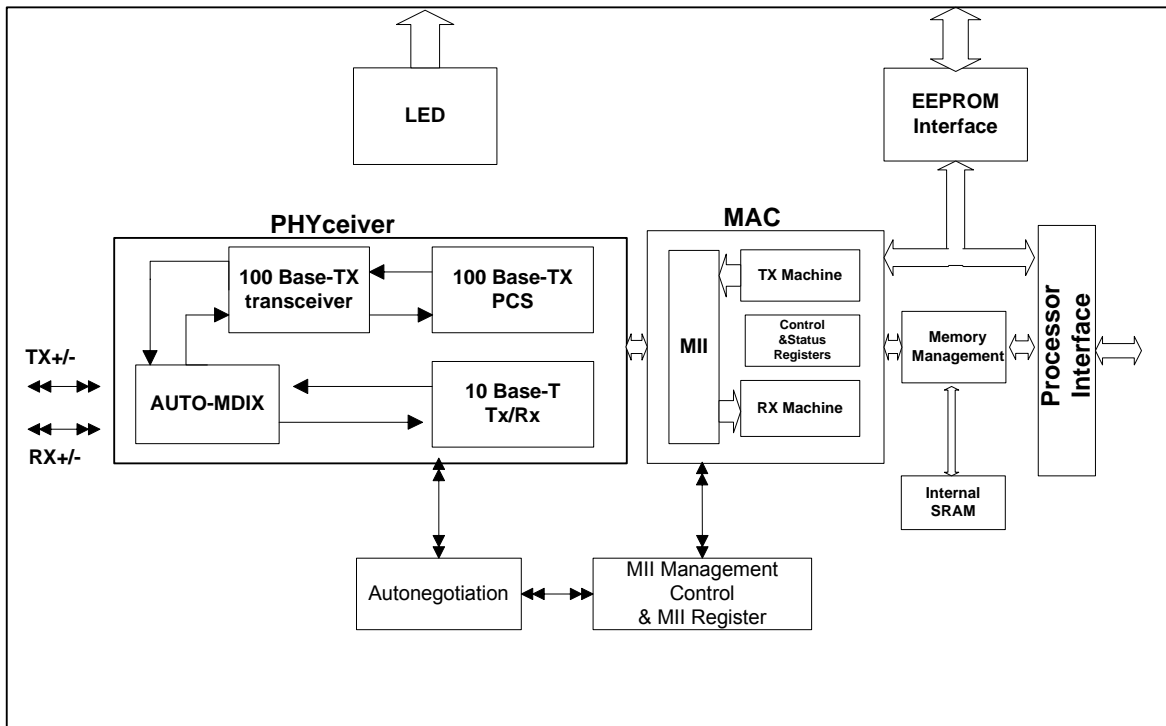 LED
EEPROM
Interface
PHYceiver
MAC
100 Base-TX
transceiver
100 Base-TX
PCS
TX+/-
RX+/-
AUTO-MDIX
10 Base-T
Tx/Rx
MII
TX Machine
Control
&Status
Registers
RX Machine
Memory
Management
Internal
SRAM
Processor
Interface
Autonegotiation
MII Management
Control
& MII Register